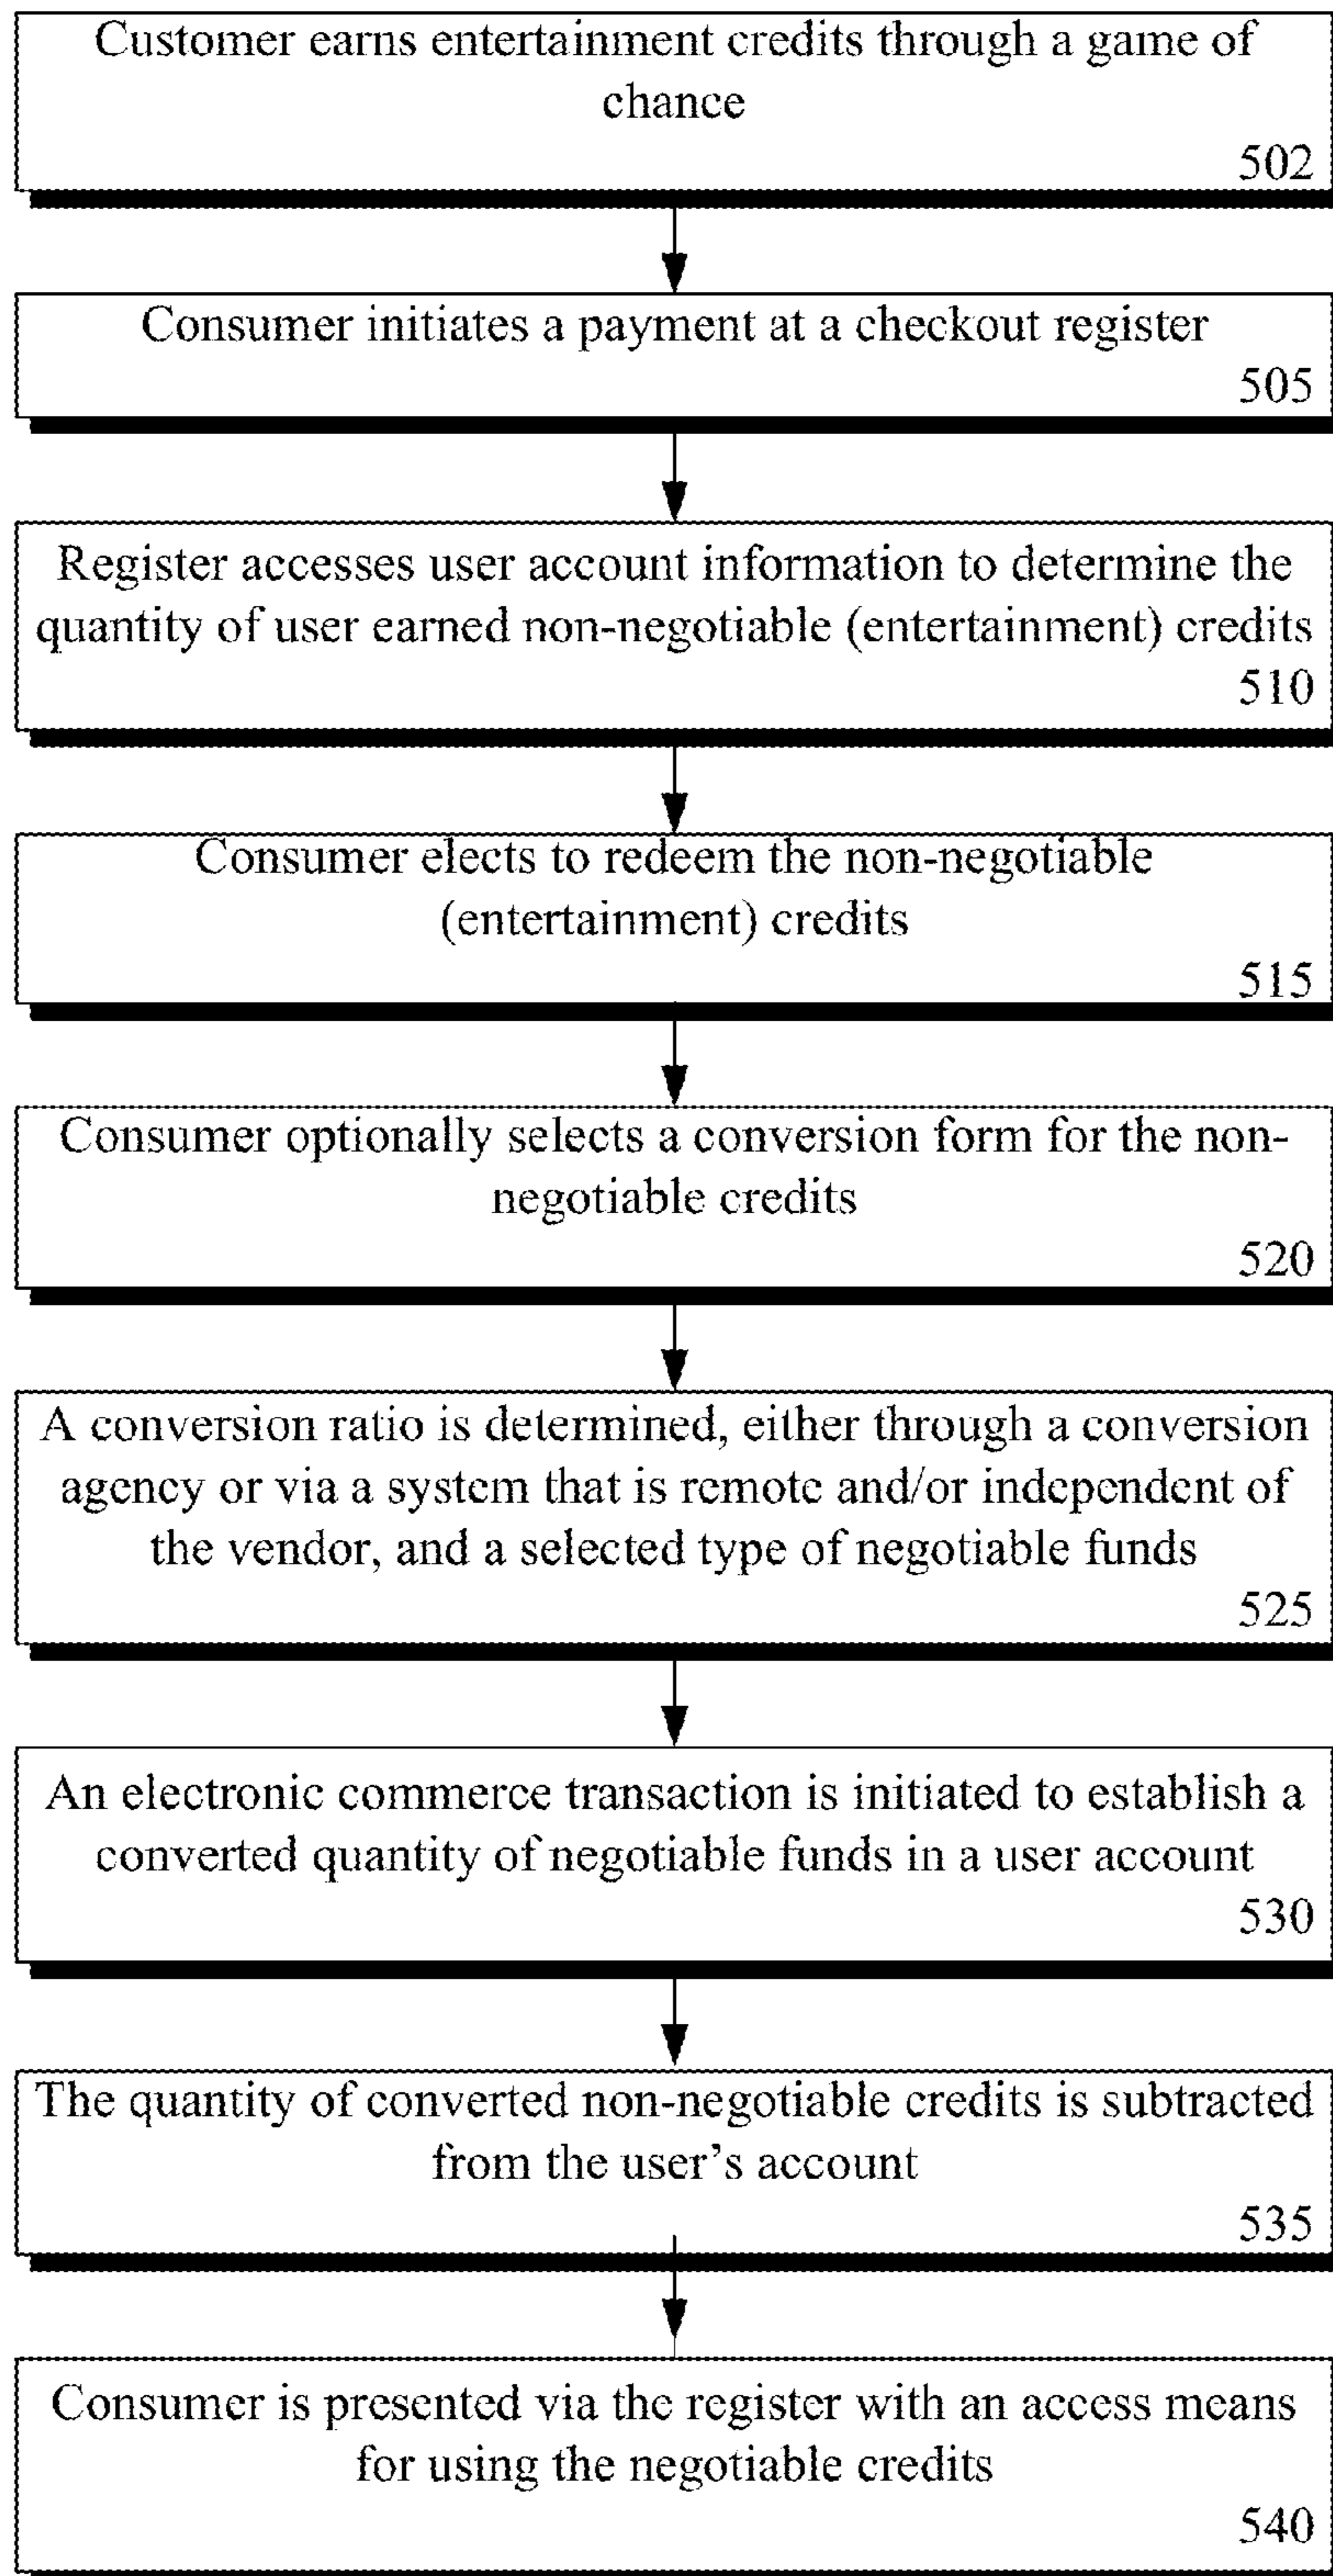 Customer earns entertainment credits through a game of
chance
502
Consumer initiates a payment at a checkout register
505
Register accesses user account information to determine the
quantity of user earned non-negotiable (entertainment) credits
510
Consumer elects to redeem the non-negotiable
(entertainment) credits
515
Consumer optionally selects a conversion form for the non-
negotiable credits
520
A conversion ratio is determined, either through a conversion
agency or via a system that is remote and/or independent of
the vendor, and a selected type of negotiable funds
525
An electronic commerce transaction is initiated to establish a
converted quantity of negotiable funds in a user account
530
The quantity of converted non-negotiable credits is subtracted
from the user’s account
535
Consumer is presented via the register with an access means
for using the negotiable credits
540